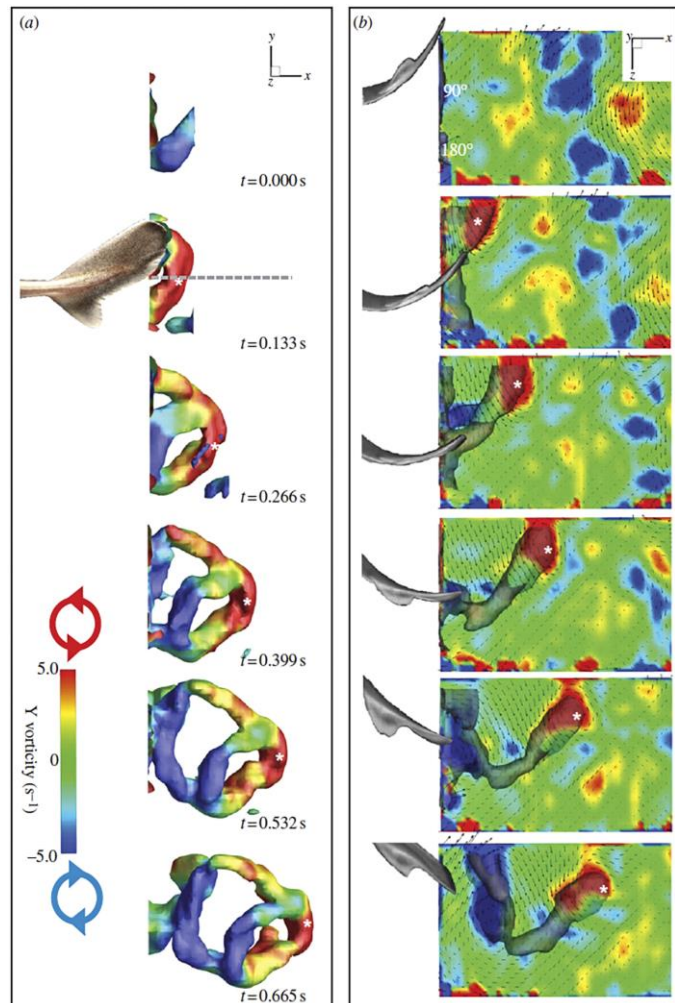 (a)
y
x
z
t=0.000 s
t=0.133 s
*
t=0.266 s
*
t=0.399 s
*
t=0.532 s
*
t=0.665 s
*
5.0
0
–5.0
Y vorticity (s⁻¹)
(b)
y
x
z
90°
180°
*
*
*
*
*